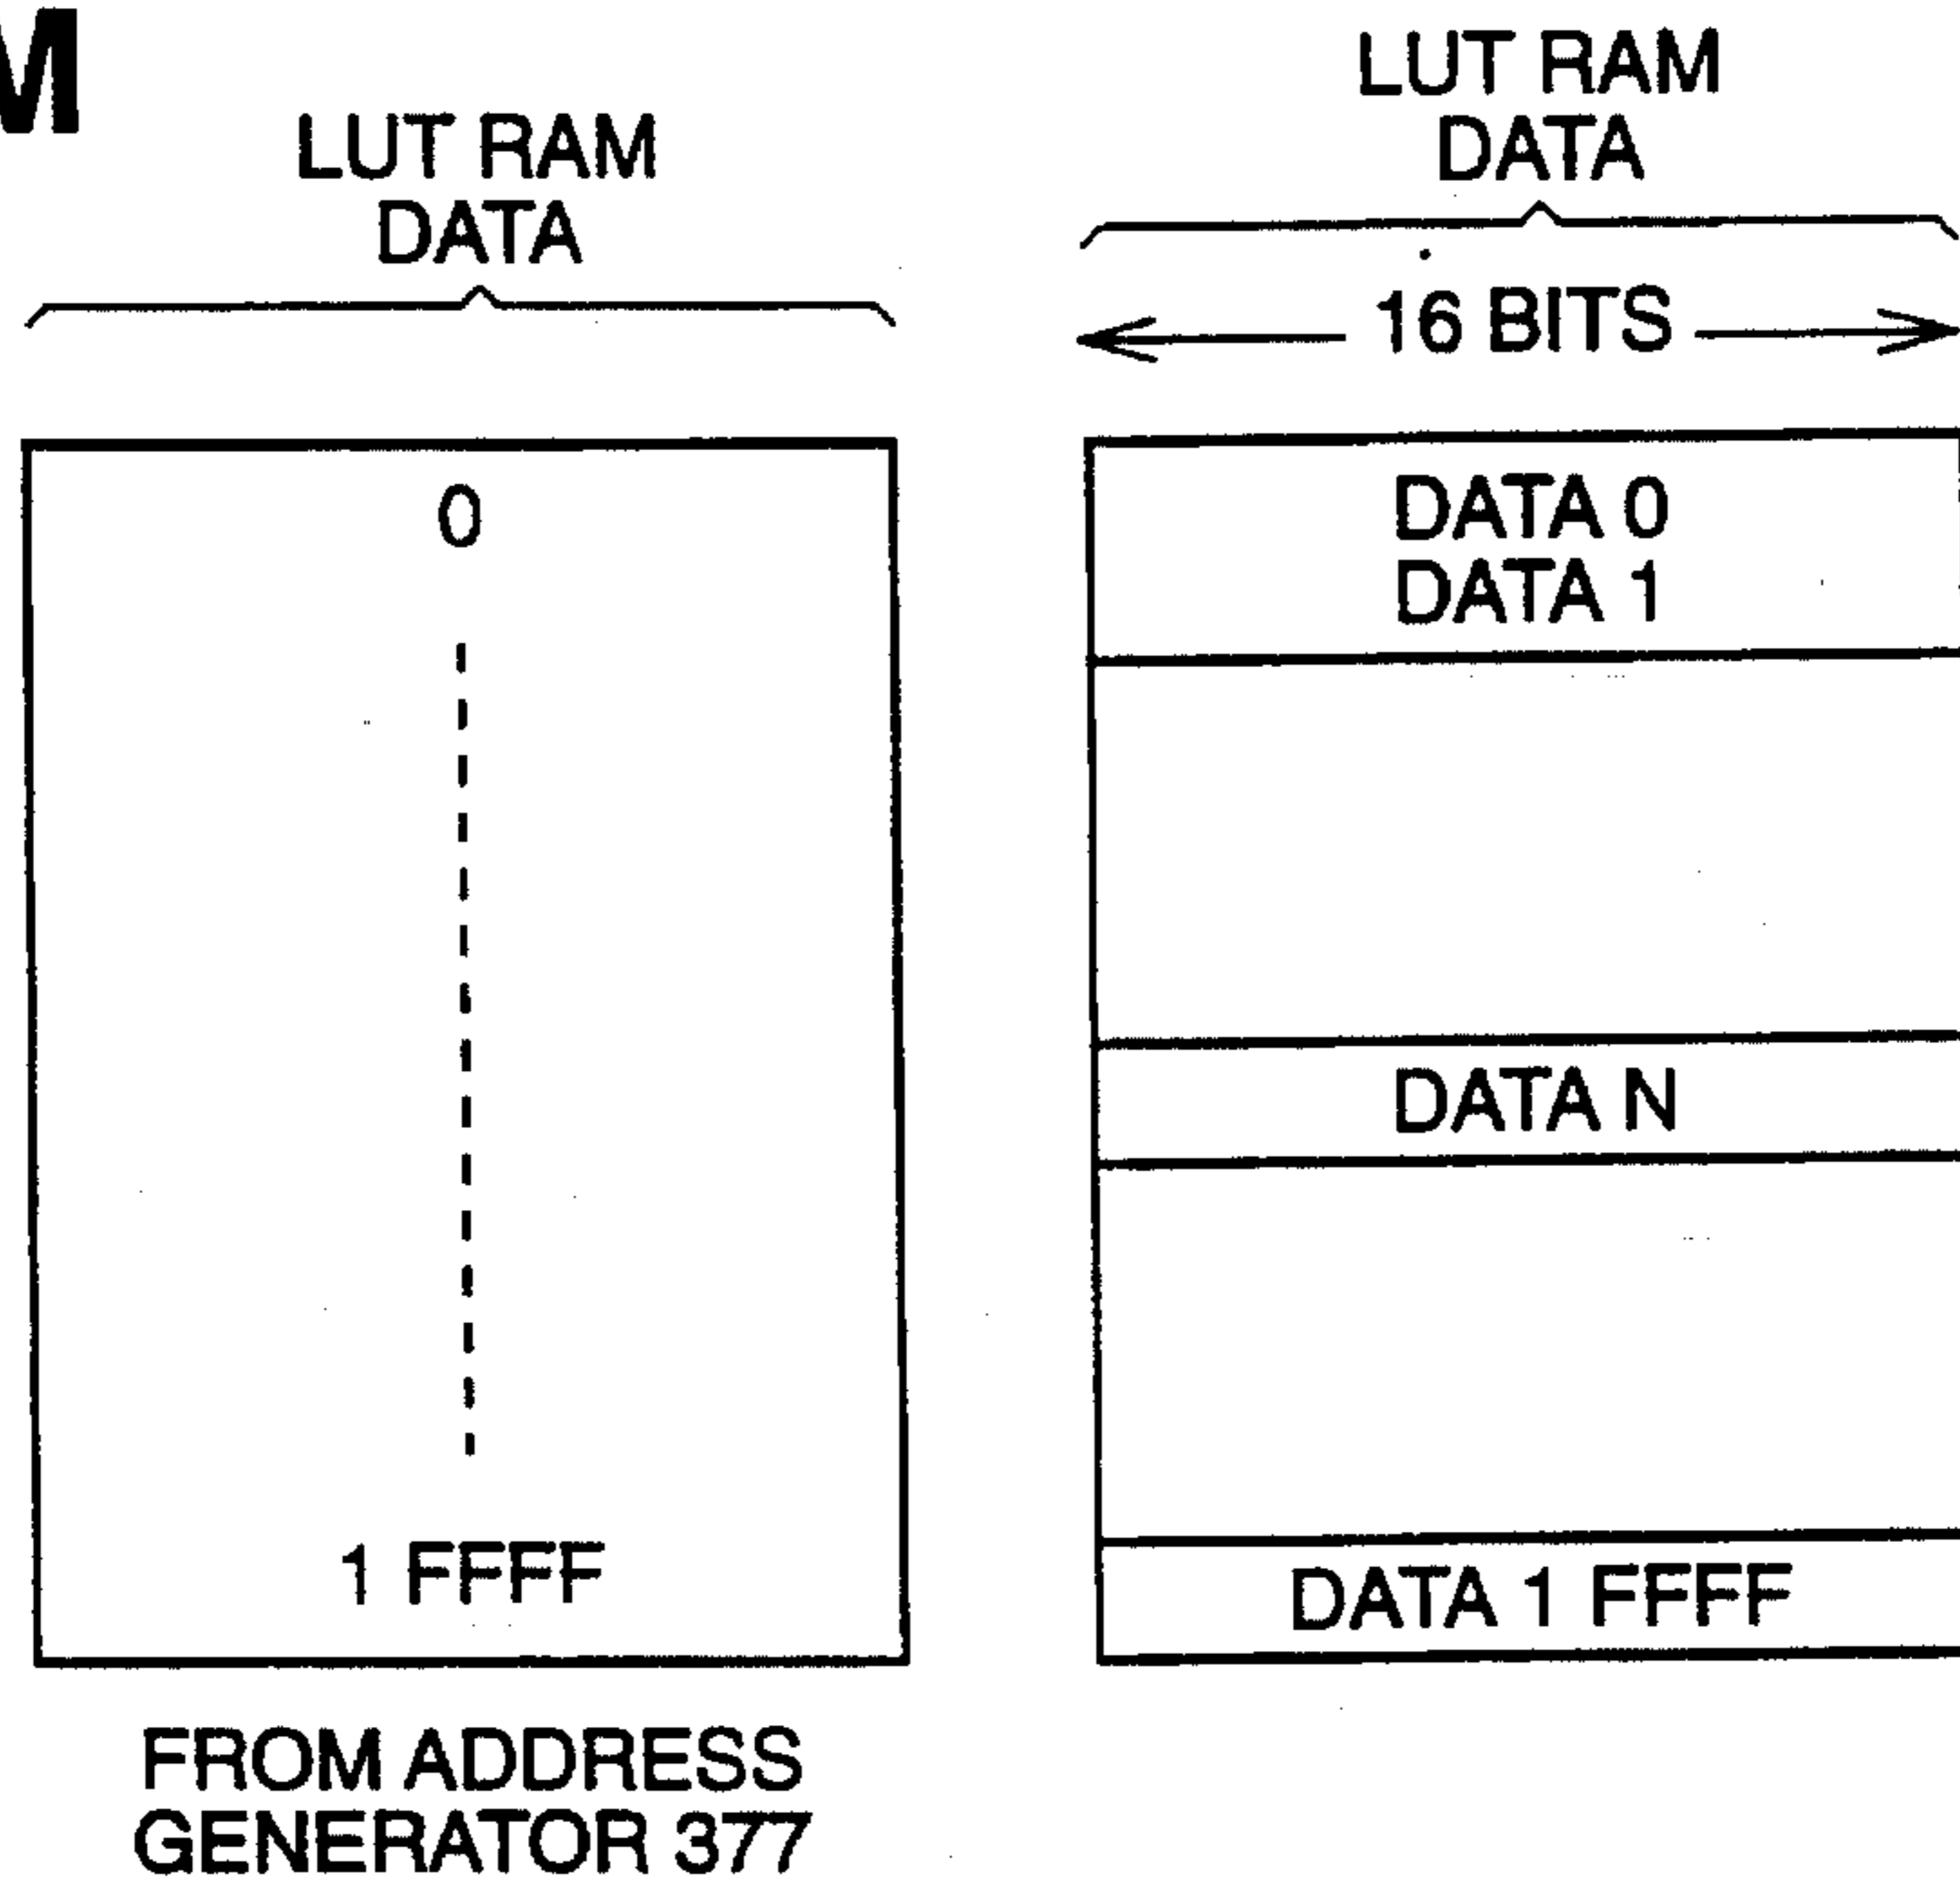 M
LUT RAM
DATA
0
1 FFFF
FROM ADDRESS
GENERATOR 377
LUT RAM
DATA
16 BITS
DATA 0
DATA 1
DATA N
DATA 1 FFFF